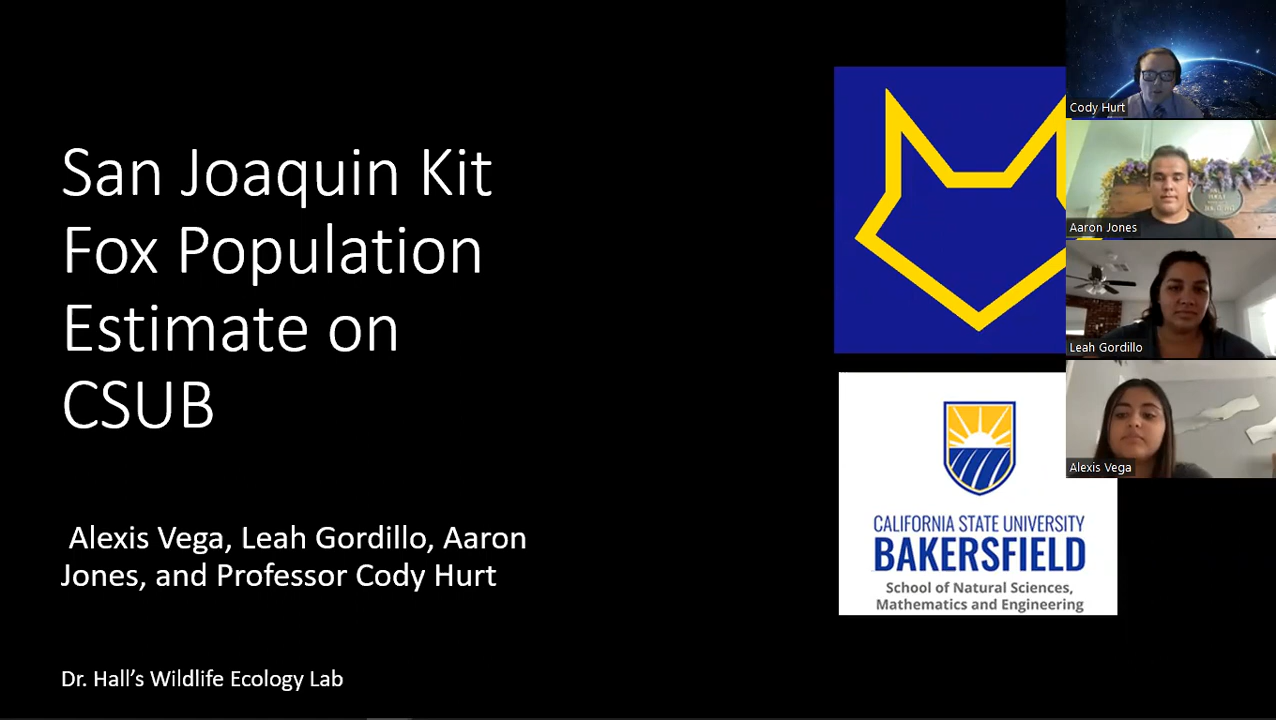 San Joaquin Kit
Fox Population
Estimate on
CSUB
Alexis Vega, Leah Gordillo, Aaron
Jones, and Professor Cody Hurt
Dr. Hall's Wildlife Ecology Lab
CALIFORNIA STATE UNIVERSITY
BAKERSFIELD
School of Natural Sciences,
Mathematics and Engineering
Cody Hurt
Aaron Jones
Leah Gordillo
Alexis Vega